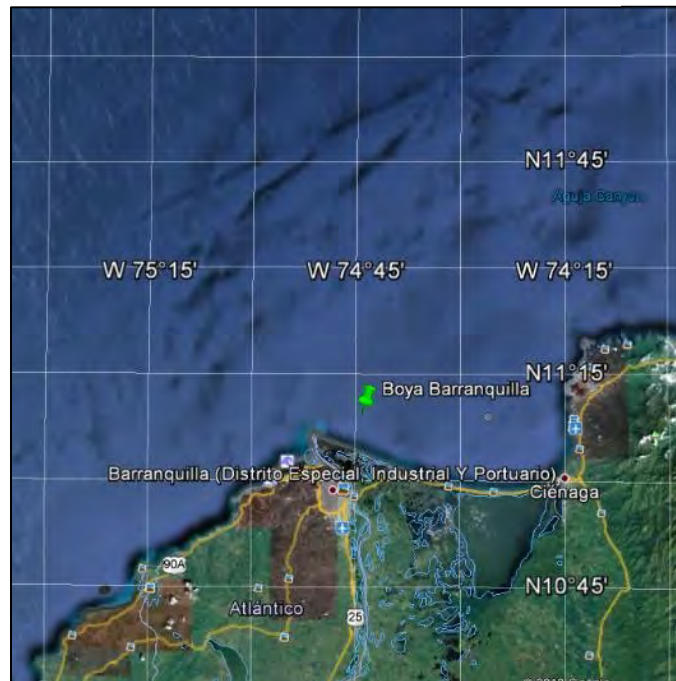 N11°45'
Aguja Canyon
W 75°15' W 74°45' W 74°15'
N11°15'
Boya Barranquilla
Barranquilla (Distrito Especial, Industrial Y Portuario)
Ciénaga
90A
N10°45'
Atlántico
25